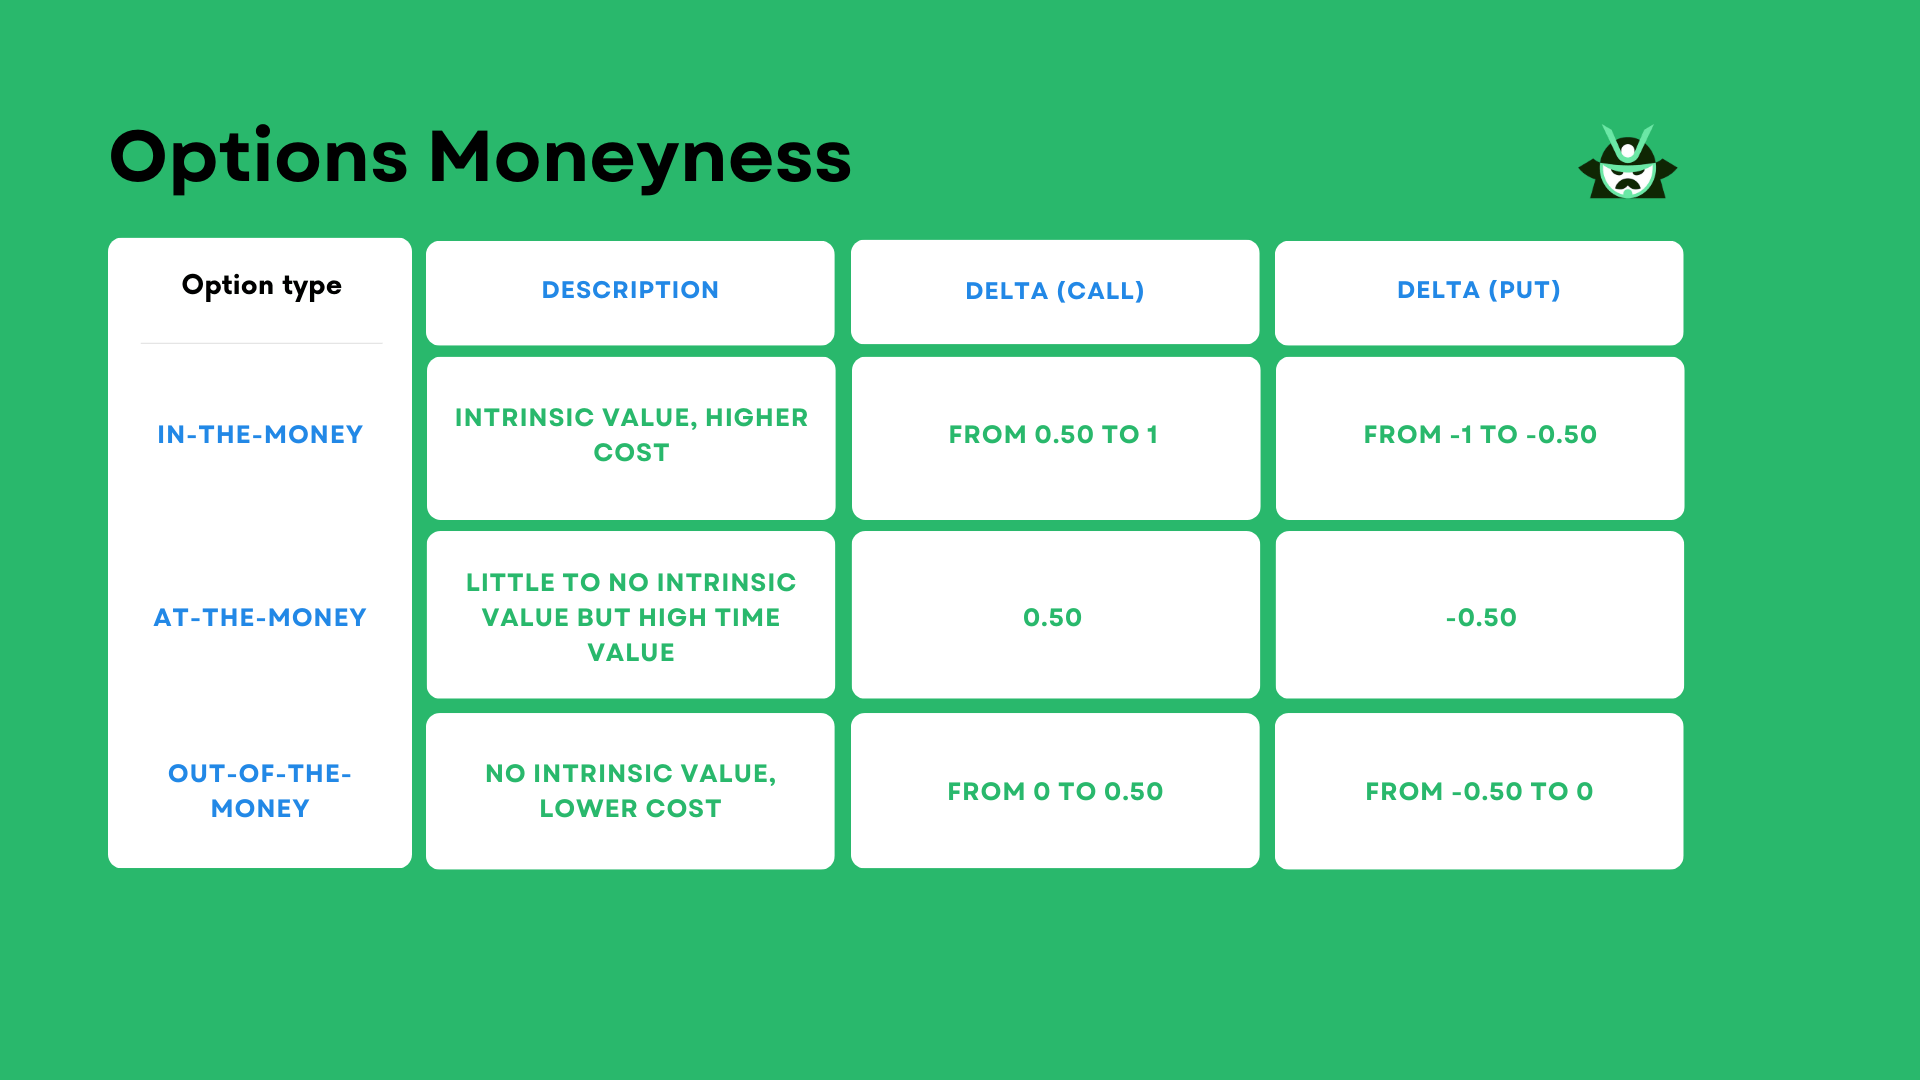 Options Moneyness
Option type
DESCRIPTION
DELTA (CALL)
DELTA (PUT)
IN-THE-MONEY
INTRINSIC VALUE, HIGHER
COST
FROM 0.50 TO 1
FROM -1 TO -0.50
AT-THE-MONEY
LITTLE TO NO INTRINSIC
VALUE BUT HIGH TIME
VALUE
0.50
-0.50
OUT-OF-THE-
MONEY
NO INTRINSIC VALUE,
LOWER COST
FROM 0 TO 0.50
FROM -0.50 TO 0